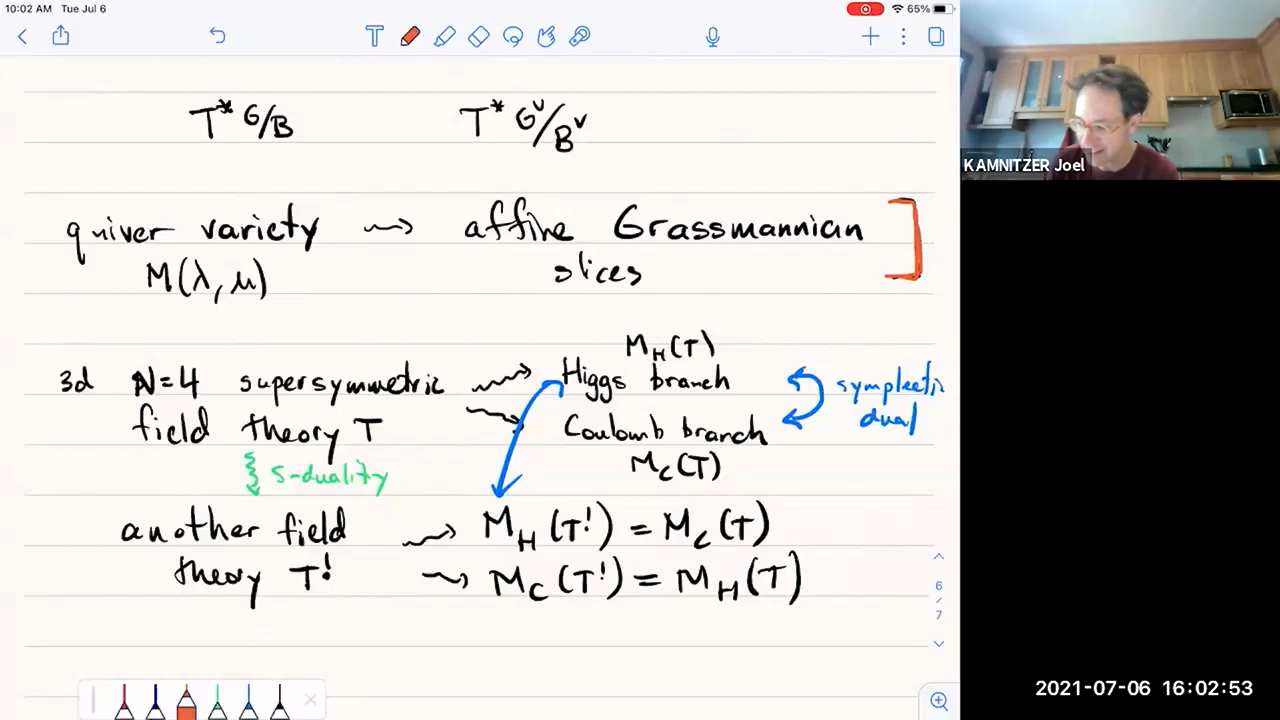 10:02 AM Tue Jul 6
65%
T* G/B T* G^∨/B^∨
KAMNITZER Joel
quiver variety ⇝ affine Grassmannian
M(λ, μ) slices
M_H(T)
3d N=4 supersymmetric ⇝ Higgs branch symplectic
field theory T ⇝ Coulomb branch dual
S-duality M_C(T)
another field ⇝ M_H(T!) = M_C(T)
theory T! ⇝ M_C(T!) = M_H(T)
6
/
7
2021-07-06 16:02:53